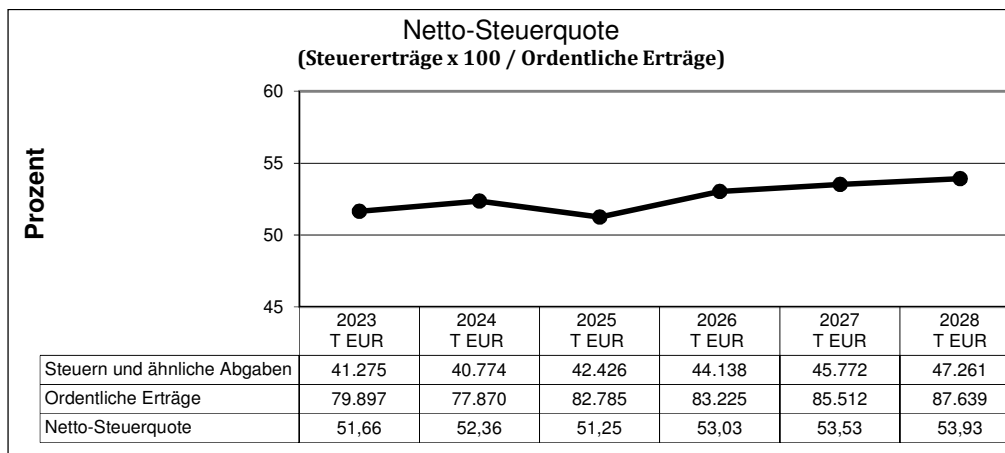 Netto-Steuerquote
(Steuererträge x 100 / Ordentliche Erträge)
Prozent
60
55
50
45
2023 2024 2025 2026 2027 2028
T EUR T EUR T EUR T EUR T EUR T EUR
Steuern und ähnliche Abgaben 41.275 40.774 42.426 44.138 45.772 47.261
Ordentliche Erträge 79.897 77.870 82.785 83.225 85.512 87.639
Netto-Steuerquote 51,66 52,36 51,25 53,03 53,53 53,93